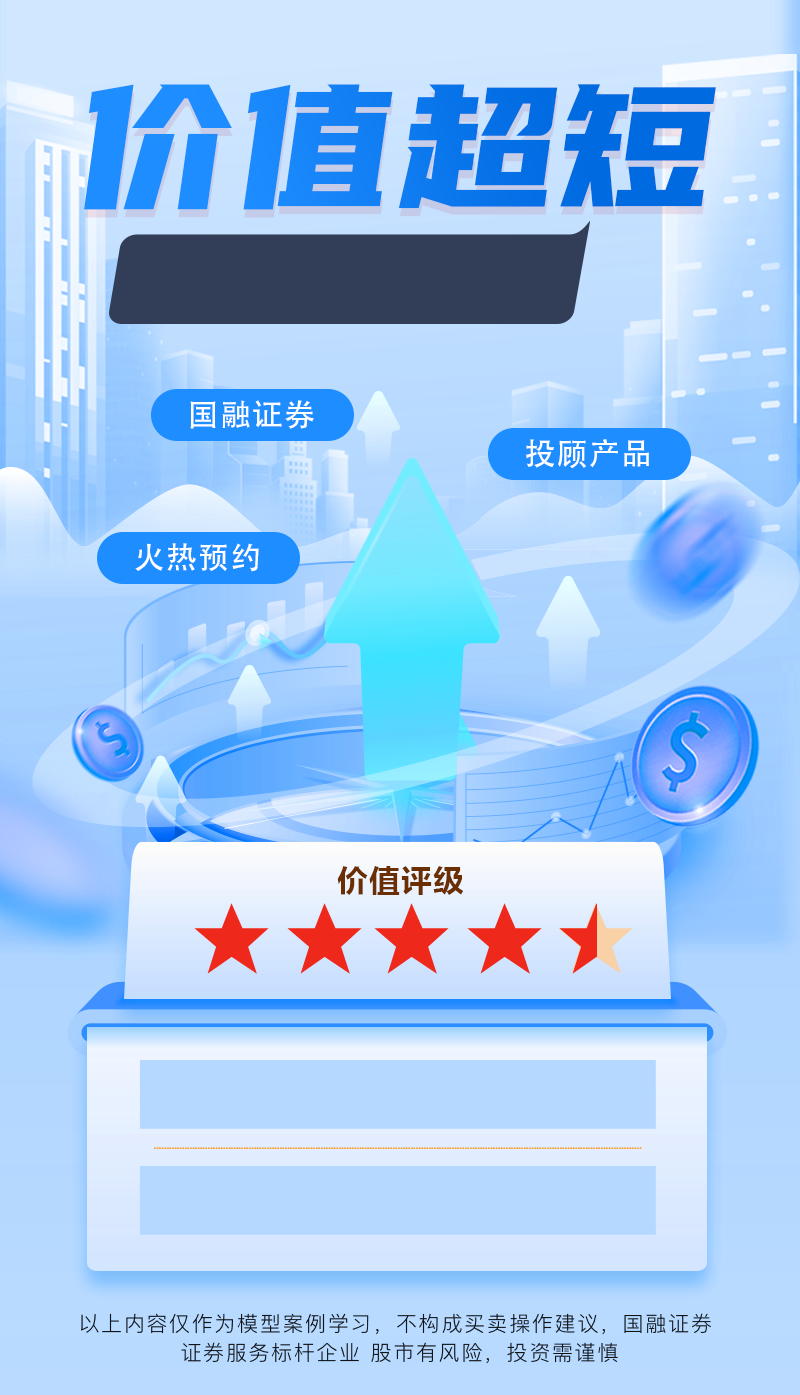 价值超短
国融证券
投顾产品
火热预约
$
$
价值评级
以上内容仅作为模型案例学习，不构成买卖操作建议，国融证券
证券服务标杆企业 股市有风险，投资需谨慎